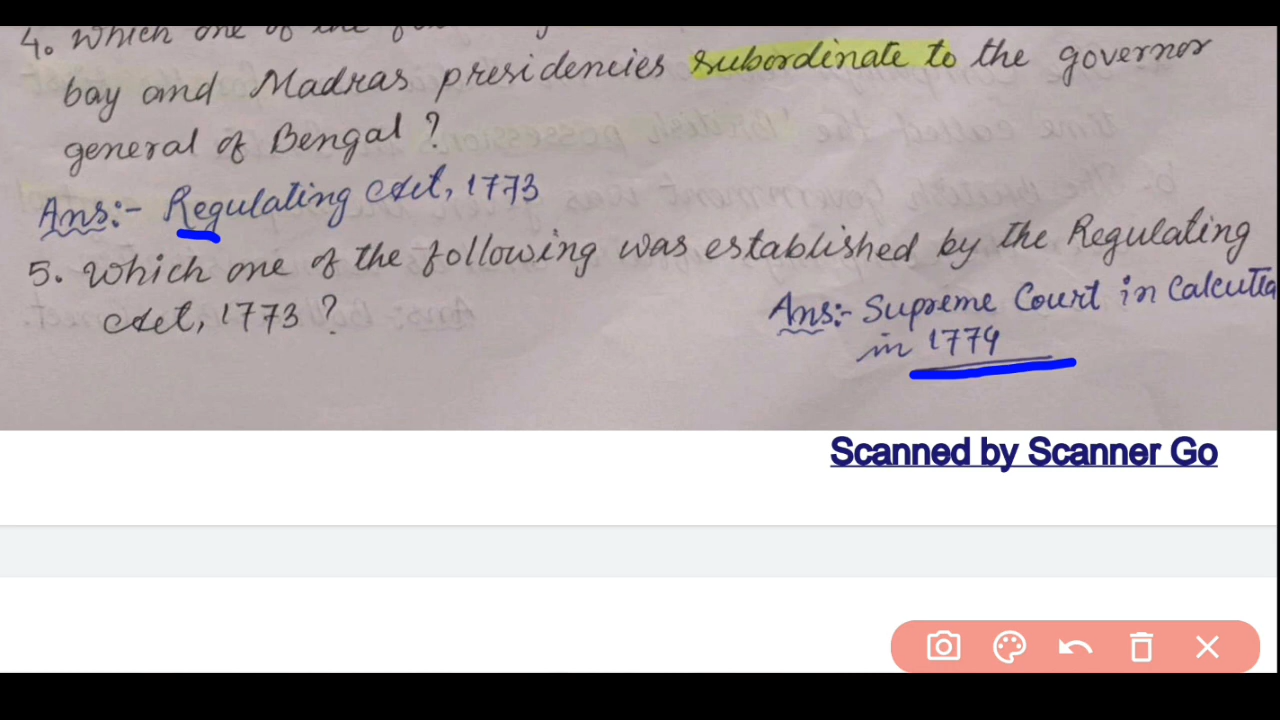 4. Which one of the
bay and Madras presidencies subordinate to the governor
general of Bengal ?
Ans:- Regulating Act, 1773
5. Which one of the following was established by the Regulating
Act, 1773 ?
Ans:- Supreme Court in Calcutta
in 1774
Scanned by Scanner Go